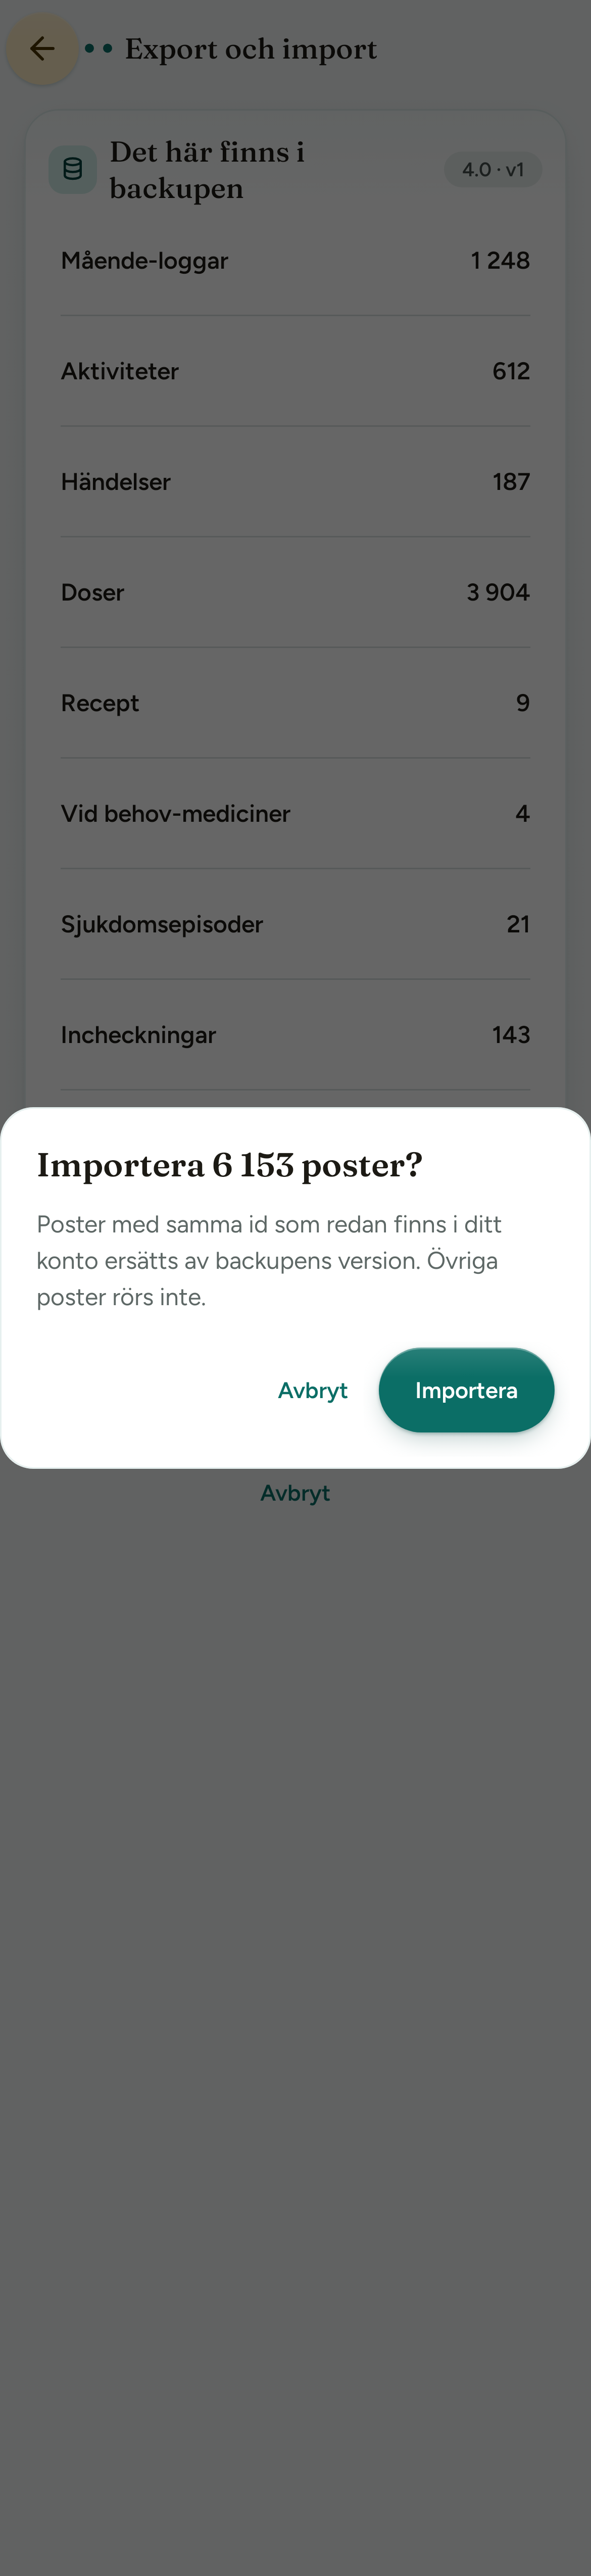 Export och import
Det här finns i
backupen
4.0 · v1
Mående-loggar 1 248
Aktiviteter 612
Händelser 187
Doser 3 904
Recept 9
Vid behov-mediciner 4
Sjukdomsepisoder 21
Incheckningar 143
Importera 6 153 poster?
Poster med samma id som redan finns i ditt
konto ersätts av backupens version. Övriga
poster rörs inte.
Avbryt Importera
Avbryt